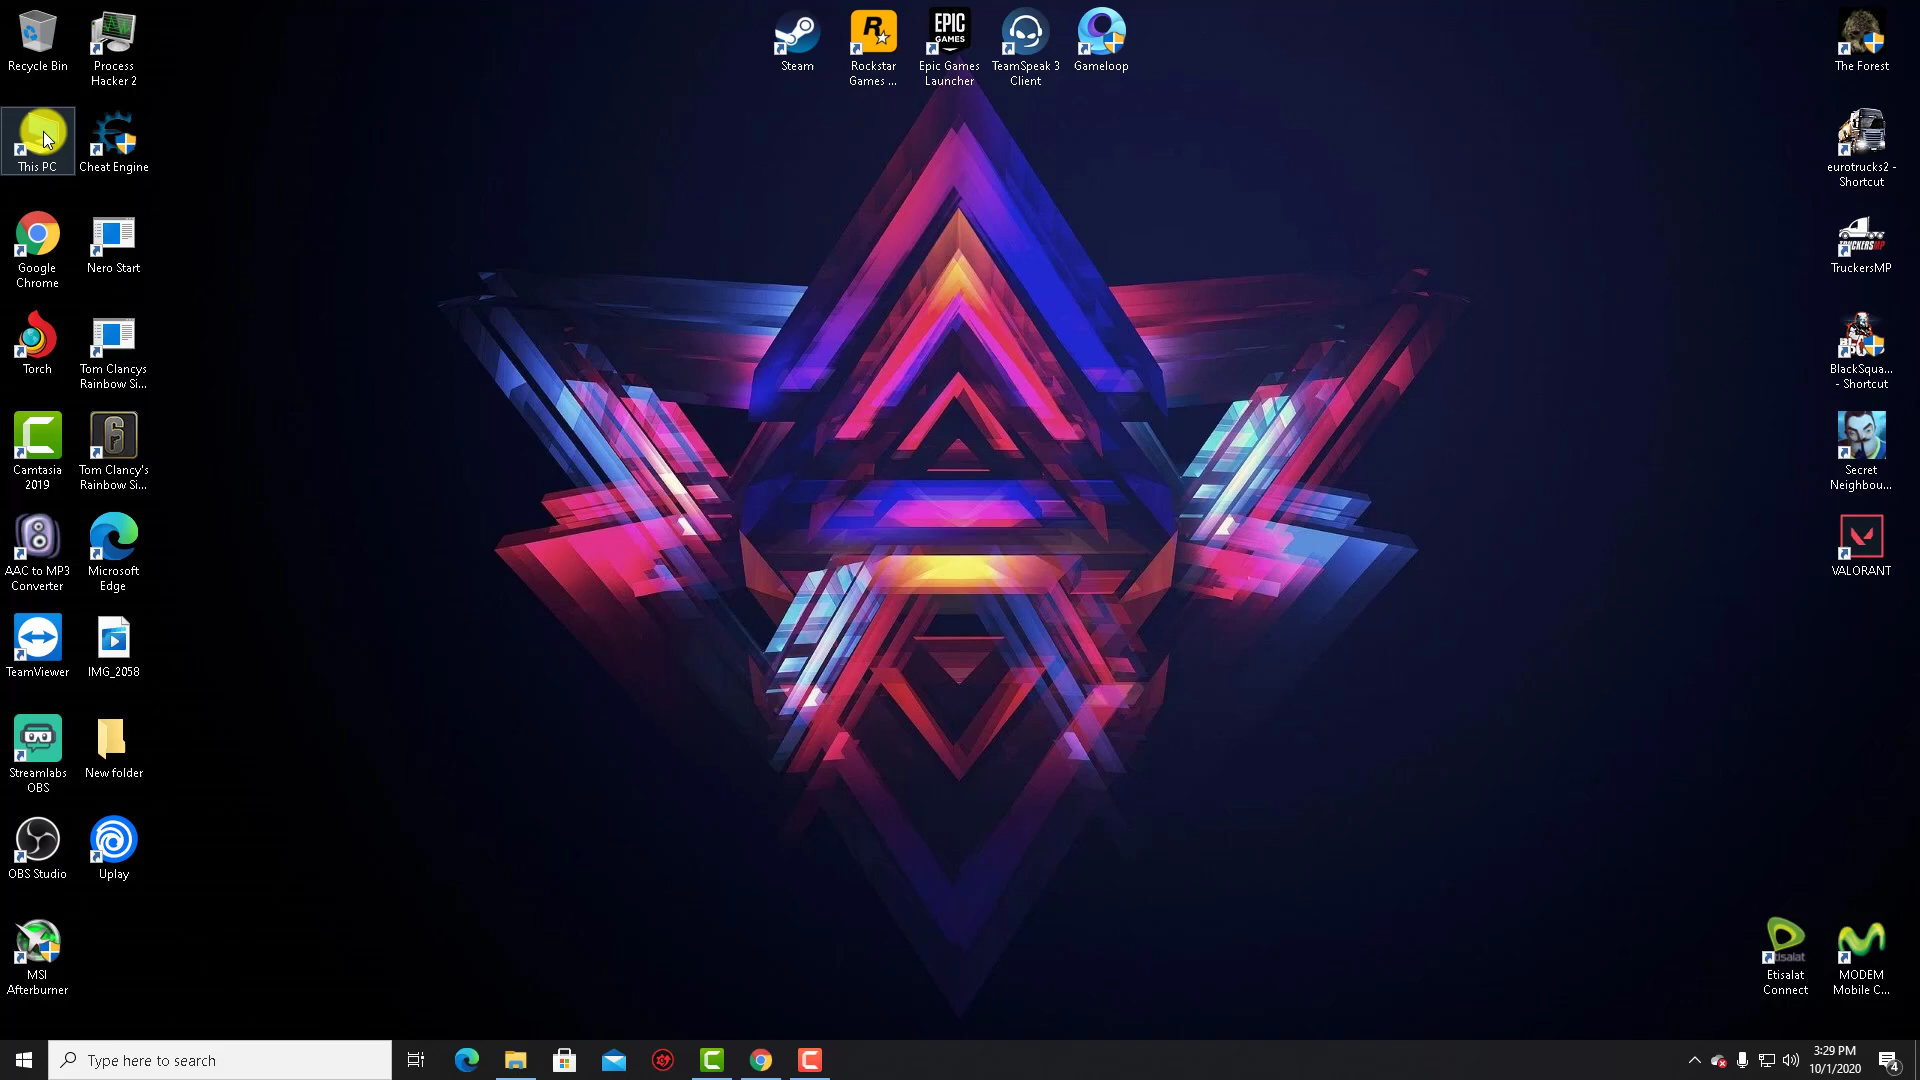 Recycle Bin
Process
Hacker 2
This PC
Cheat Engine
Google
Chrome
Nero Start
Torch
Tom Clancys
Rainbow Si...
Camtasia
2019
Tom Clancy's
Rainbow Si...
AAC to MP3
Converter
Microsoft
Edge
TeamViewer
IMG_2058
Streamlabs
OBS
New folder
OBS Studio
Uplay
MSI
Afterburner
Steam
Rockstar
Games ...
EPIC
GAMES
Epic Games
Launcher
TeamSpeak 3
Client
Gameloop
The Forest
eurotrucks2 -
Shortcut
TruckersMP
BlackSqua...
- Shortcut
Secret
Neighbou...
VALORANT
Etisalat
Connect
MODEM
Mobile C...
Type here to search
3:29 PM
10/1/2020
4